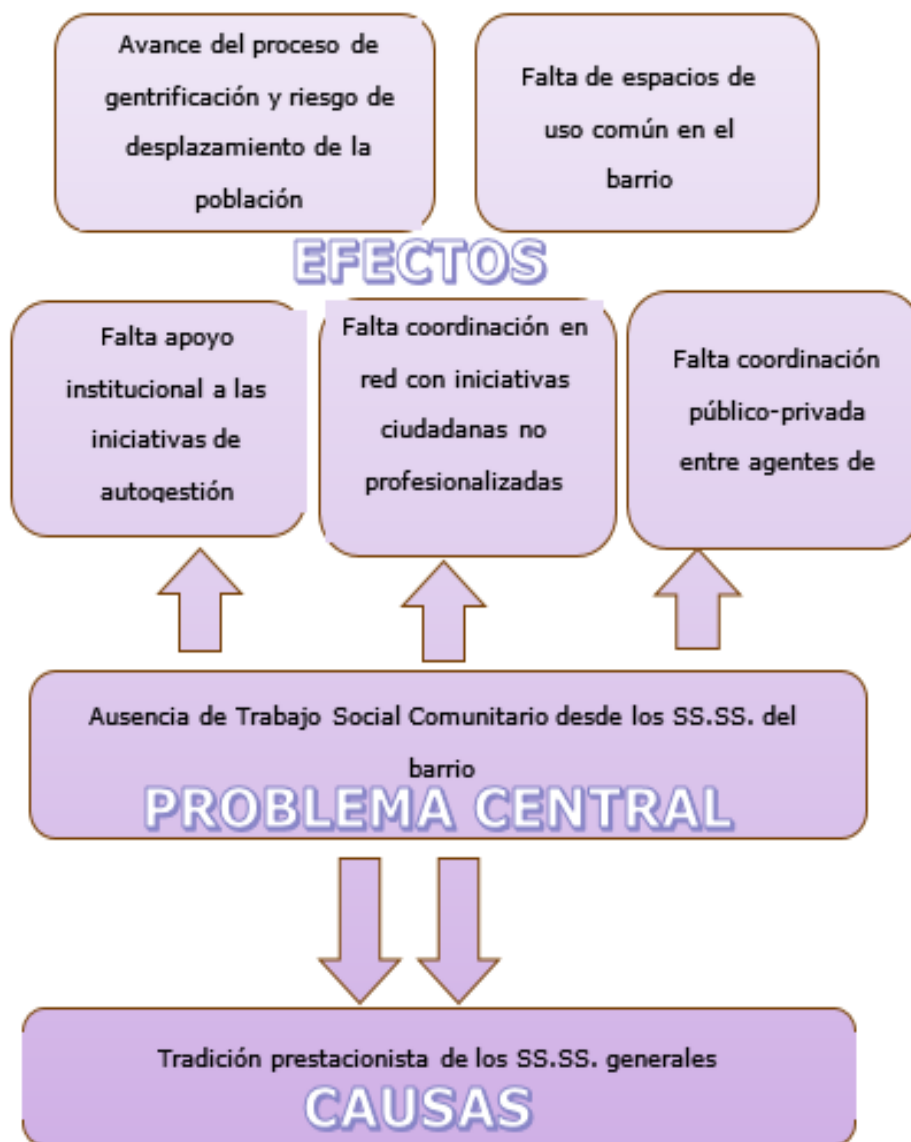 Avance del proceso de
gentrificación y riesgo de
desplazamiento de la
población
Falta de espacios de
uso común en el
barrio
EFECTOS
Falta apoyo
institucional a las
iniciativas de
autogestión
Falta coordinación en
red con iniciativas
ciudadanas no
profesionalizadas
Falta coordinación
público-privada
entre agentes de
Ausencia de Trabajo Social Comunitario desde los SS.SS. del
barrio
PROBLEMA CENTRAL
Tradición prestacionista de los SS.SS. generales
CAUSAS